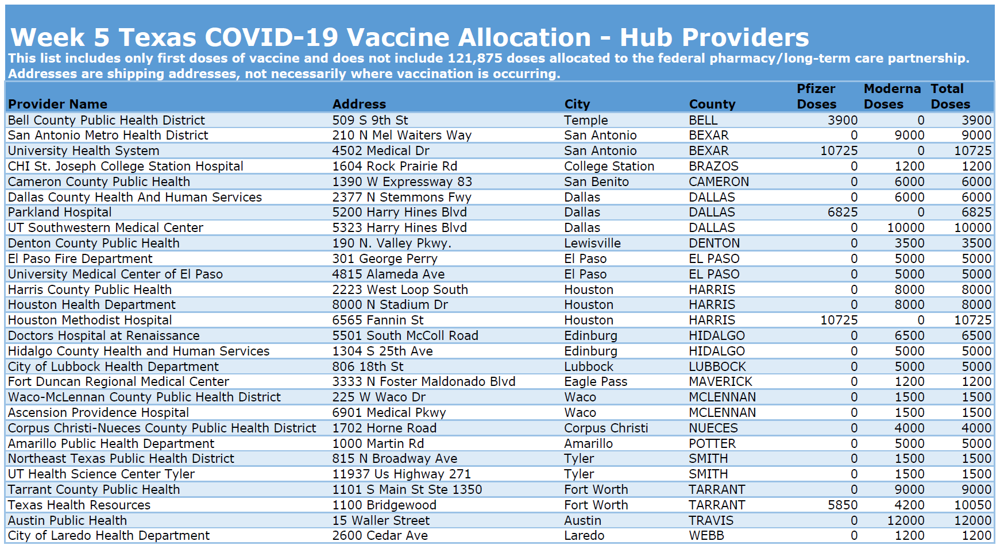 Week 5 Texas COVID-19 Vaccine Allocation - Hub Providers
This list includes only first doses of vaccine and does not include 121,875 doses allocated to the federal pharmacy/long-term care partnership.
Addresses are shipping addresses, not necessarily where vaccination is occurring.
Provider Name Address City County Pfizer Doses Moderna Doses Total Doses
Bell County Public Health District 509 S 9th St Temple BELL 3900 0 3900
San Antonio Metro Health District 210 N Mel Waiters Way San Antonio BEXAR 0 9000 9000
University Health System 4502 Medical Dr San Antonio BEXAR 10725 0 10725
CHI St. Joseph College Station Hospital 1604 Rock Prairie Rd College Station BRAZOS 0 1200 1200
Cameron County Public Health 1390 W Expressway 83 San Benito CAMERON 0 6000 6000
Dallas County Health And Human Services 2377 N Stemmons Fwy Dallas DALLAS 0 6000 6000
Parkland Hospital 5200 Harry Hines Blvd Dallas DALLAS 6825 0 6825
UT Southwestern Medical Center 5323 Harry Hines Blvd Dallas DALLAS 0 10000 10000
Denton County Public Health 190 N. Valley Pkwy. Lewisville DENTON 0 3500 3500
El Paso Fire Department 301 George Perry El Paso EL PASO 0 5000 5000
University Medical Center of El Paso 4815 Alameda Ave El Paso EL PASO 0 5000 5000
Harris County Public Health 2223 West Loop South Houston HARRIS 0 8000 8000
Houston Health Department 8000 N Stadium Dr Houston HARRIS 0 8000 8000
Houston Methodist Hospital 6565 Fannin St Houston HARRIS 10725 0 10725
Doctors Hospital at Renaissance 5501 South McColl Road Edinburg HIDALGO 0 6500 6500
Hidalgo County Health and Human Services 1304 S 25th Ave Edinburg HIDALGO 0 5000 5000
City of Lubbock Health Department 806 18th St Lubbock LUBBOCK 0 5000 5000
Fort Duncan Regional Medical Center 3333 N Foster Maldonado Blvd Eagle Pass MAVERICK 0 1200 1200
Waco-McLennan County Public Health District 225 W Waco Dr Waco MCLENNAN 0 1500 1500
Ascension Providence Hospital 6901 Medical Pkwy Waco MCLENNAN 0 1500 1500
Corpus Christi-Nueces County Public Health District 1702 Horne Road Corpus Christi NUECES 0 4000 4000
Amarillo Public Health Department 1000 Martin Rd Amarillo POTTER 0 5000 5000
Northeast Texas Public Health District 815 N Broadway Ave Tyler SMITH 0 1500 1500
UT Health Science Center Tyler 11937 Us Highway 271 Tyler SMITH 0 1500 1500
Tarrant County Public Health 1101 S Main St Ste 1350 Fort Worth TARRANT 0 9000 9000
Texas Health Resources 1100 Bridgewood Fort Worth TARRANT 5850 4200 10050
Austin Public Health 15 Waller Street Austin TRAVIS 0 12000 12000
City of Laredo Health Department 2600 Cedar Ave Laredo WEBB 0 1200 1200